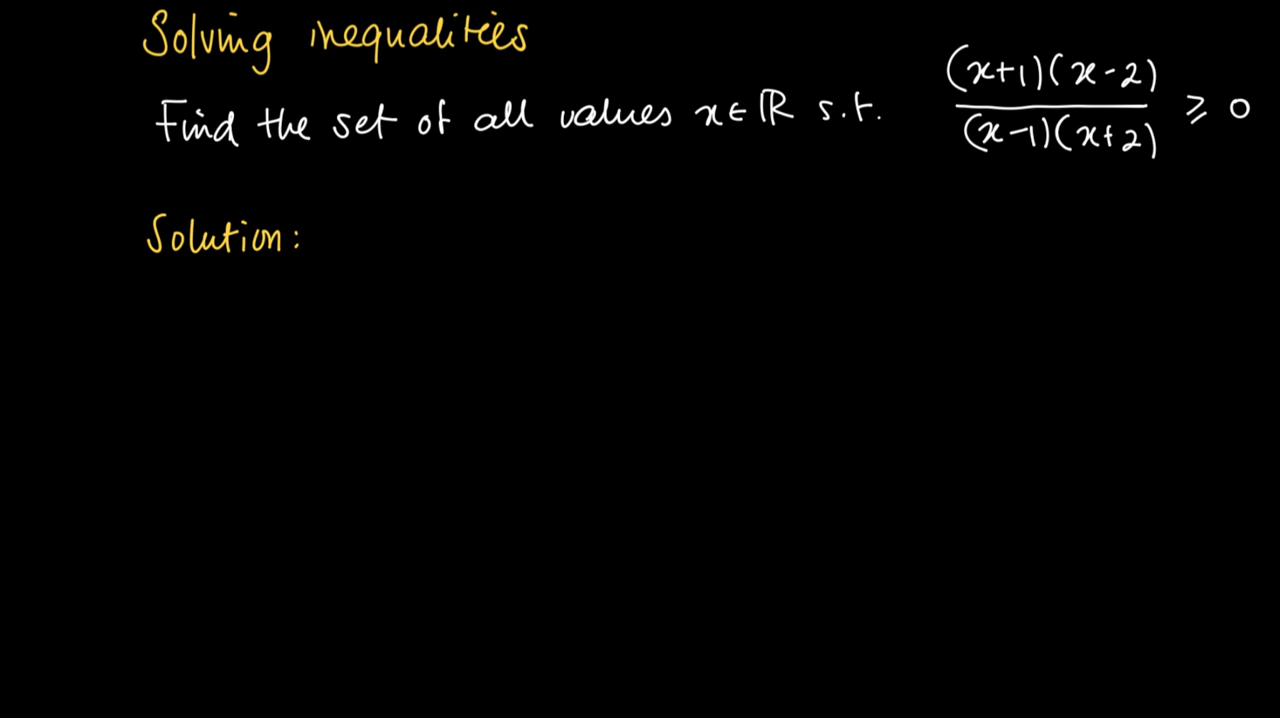 Solving inequalities
Find the set of all values x ∈ ℝ s.t. (x+1)(x-2) / (x-1)(x+2) ⩾ 0
Solution: